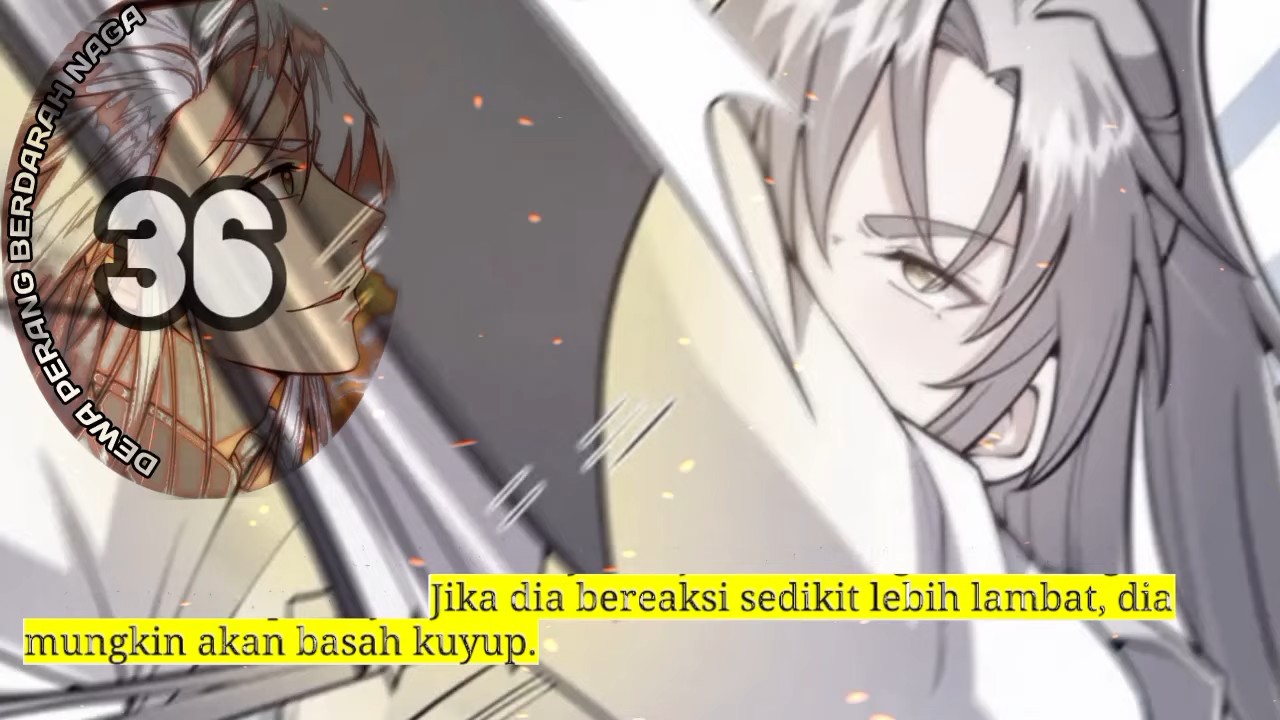 DEWA PERANG BERDARAH NAGA
36
Jika dia bereaksi sedikit lebih lambat, dia
mungkin akan basah kuyup.